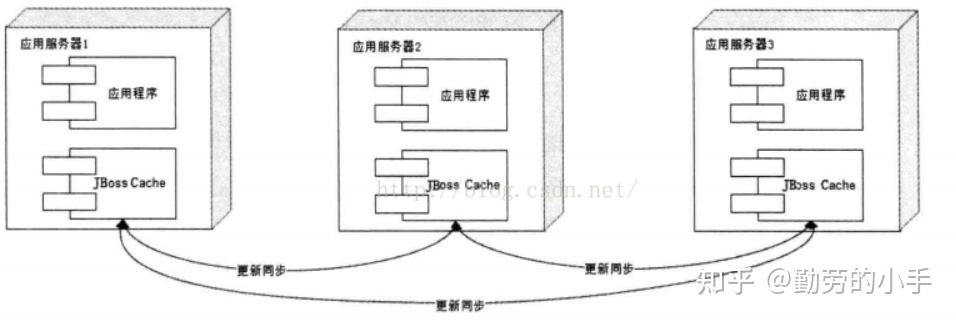 应用服务器1
应用程序
JBoss Cache
应用服务器2
应用程序
JBoss Cache
http://blog.csdn.net/
应用服务器3
应用程序
JBoss Cache
更新同步
更新同步
更新同步
知乎 @勤劳的小手